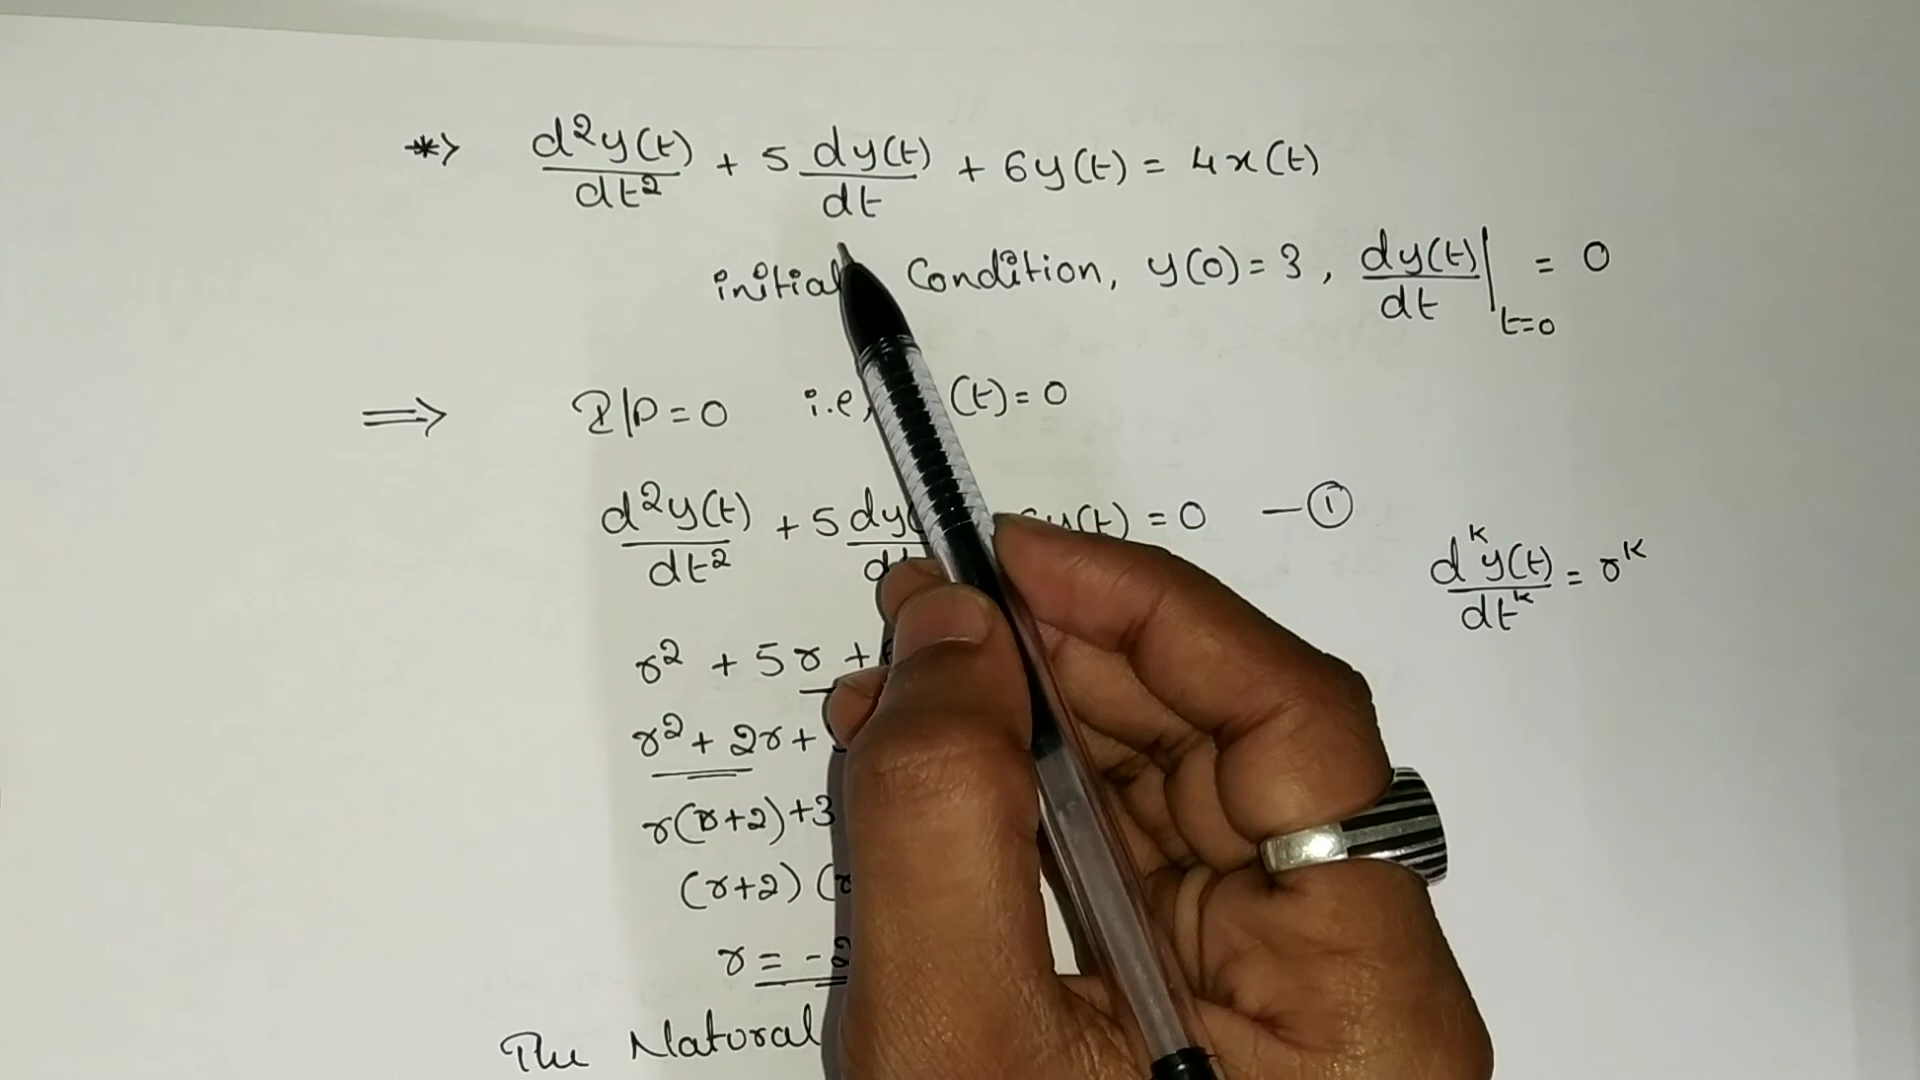 *> d²y(t)/dt² + 5 dy(t)/dt + 6y(t) = 4x(t)
initial Condition, y(0) = 3, dy(t)/dt |t=0 = 0
=> I/P = 0 i.e, (t) = 0
d²y(t)/dt² + 5 dy( y(t) = 0 — ①
d^k y(t)/dt^k = r^k
r² + 5r +
r² + 2r +
r(r+2)+3
(r+2) (r
r = -2
The Natural